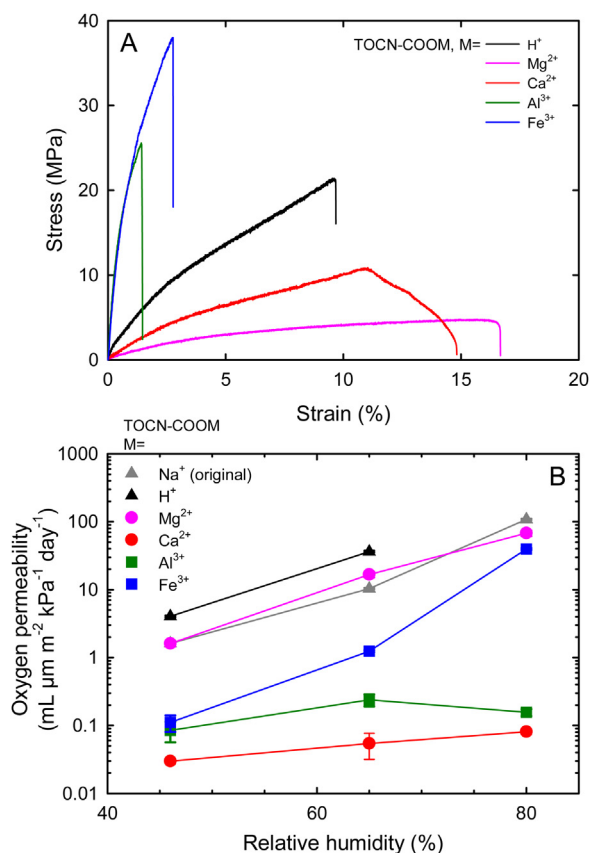 A
TOCN-COOM, M=
H⁺
Mg²⁺
Ca²⁺
Al³⁺
Fe³⁺
Stress (MPa)
50
40
30
20
10
0
0 5 10 15 20
Strain (%)
TOCN-COOM
M=
B
Na⁺ (original)
H⁺
Mg²⁺
Ca²⁺
Al³⁺
Fe³⁺
Oxygen permeability
(mL μm m⁻² kPa⁻¹ day⁻¹)
1000
100
10
1
0.1
0.01
40 60 80
Relative humidity (%)